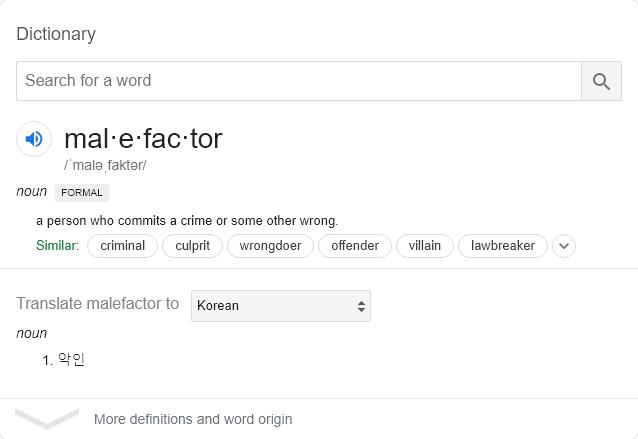 Dictionary
Search for a word
mal·e·fac·tor
/ˈmaləˌfaktər/
noun FORMAL
a person who commits a crime or some other wrong.
Similar: criminal culprit wrongdoer offender villain lawbreaker
Translate malefactor to Korean
noun
1. 악인
More definitions and word origin